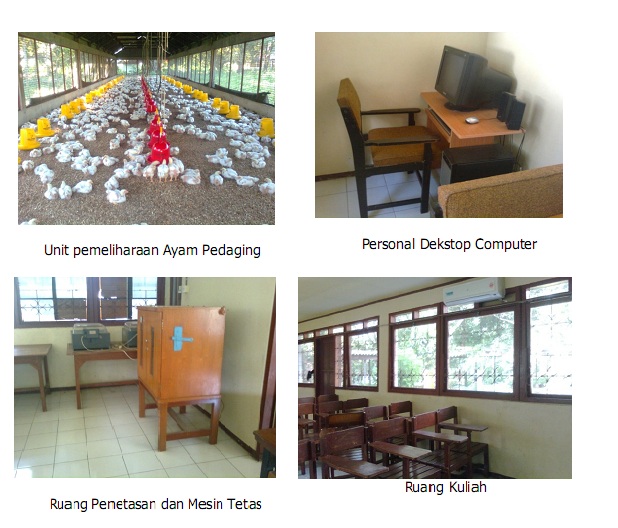 Unit pemeliharaan Ayam Pedaging
Personal Dekstop Computer
Ruang Penetasan dan Mesin Tetas
Ruang Kuliah